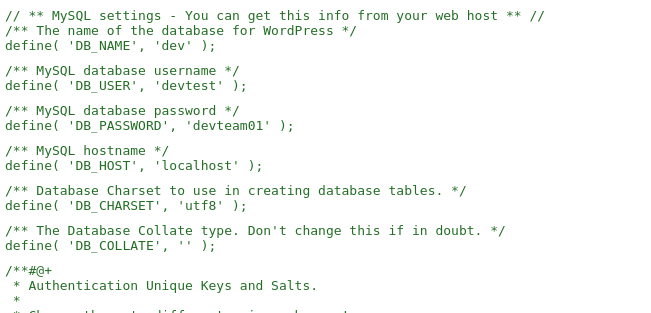 // ** MySQL settings - You can get this info from your web host ** //
/** The name of the database for WordPress */
define( 'DB_NAME', 'dev' );
/** MySQL database username */
define( 'DB_USER', 'devtest' );
/** MySQL database password */
define( 'DB_PASSWORD', 'devteam01' );
/** MySQL hostname */
define( 'DB_HOST', 'localhost' );
/** Database Charset to use in creating database tables. */
define( 'DB_CHARSET', 'utf8' );
/** The Database Collate type. Don't change this if in doubt. */
define( 'DB_COLLATE', '' );
/**#@+
 * Authentication Unique Keys and Salts.
 *